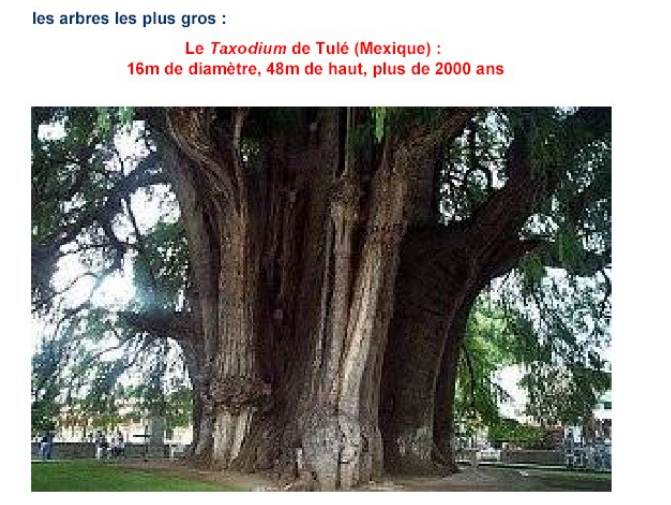 les arbres les plus gros :
Le Taxodium de Tulé (Mexique) :
16m de diamètre, 48m de haut, plus de 2000 ans